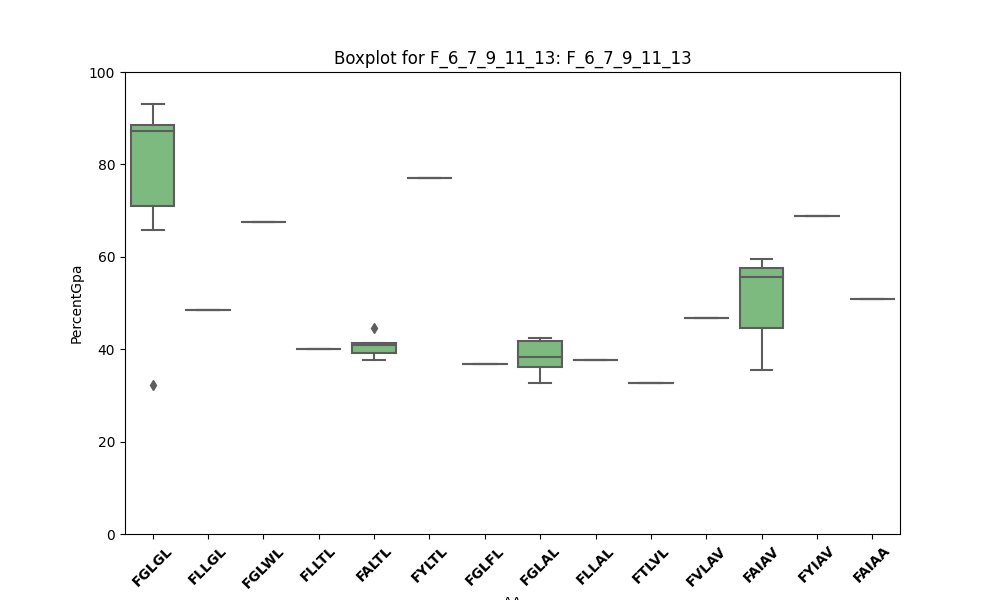 Boxplot for F_6_7_9_11_13: F_6_7_9_11_13
100
80
60
40
20
0
PercentGpa
FGLGL
FLLGL
FGLWL
FLLTL
FALTL
FYLTL
FGLFL
FGLAL
FLLAL
FTLVL
FVLAV
FAIAV
FYIAV
FAIAA
AA